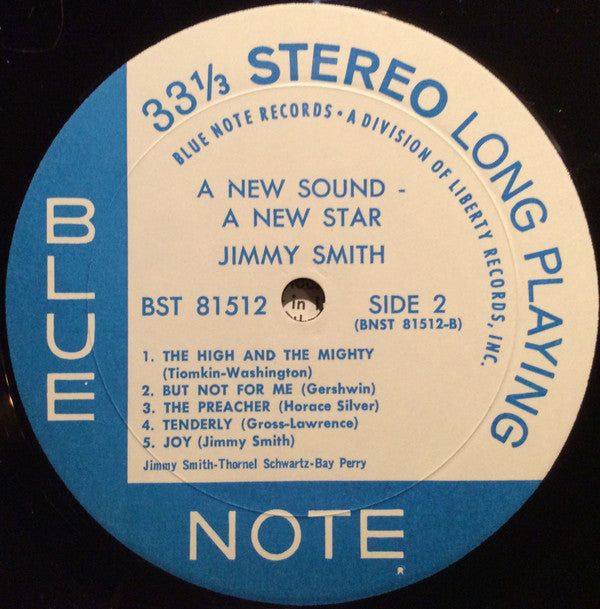 33⅓ STEREO LONG PLAYING
BLUE NOTE RECORDS • A DIVISION OF LIBERTY RECORDS, INC.
A NEW SOUND -
A NEW STAR
JIMMY SMITH
BST 81512
SIDE 2
(BNST 81512-B)
1. THE HIGH AND THE MIGHTY
(Tiomkin-Washington)
2. BUT NOT FOR ME (Gershwin)
3. THE PREACHER (Horace Silver)
4. TENDERLY (Gross-Lawrence)
5. JOY (Jimmy Smith)
Jimmy Smith-Thornel Schwartz-Bay Perry
BLUE
NOTE
R
in